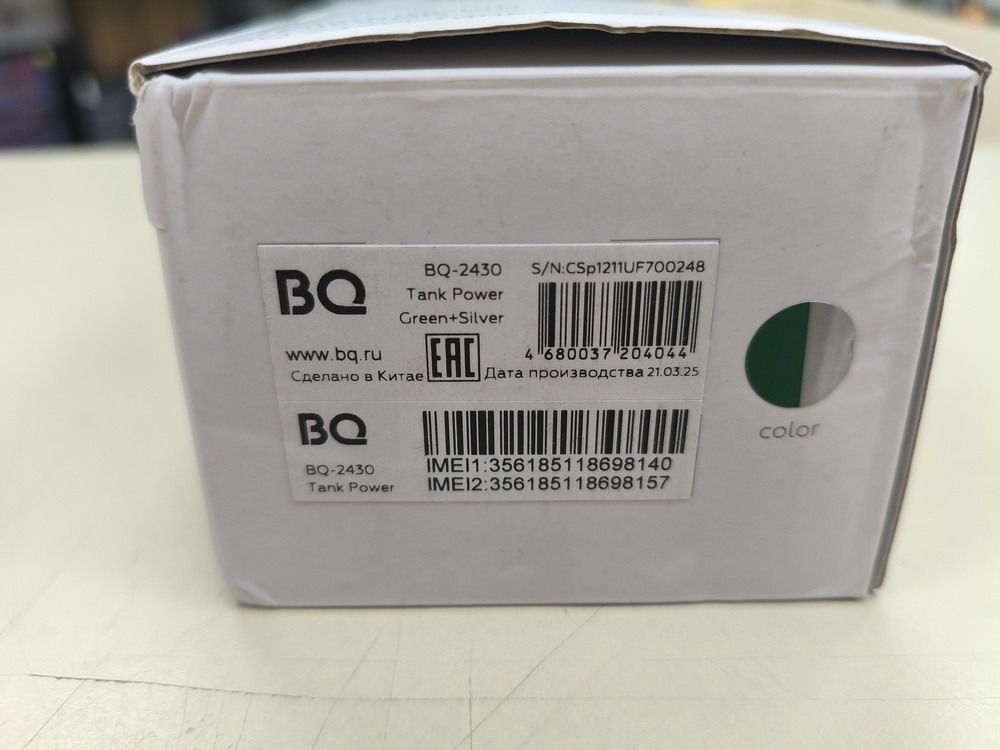 BQ
BQ-2430
Tank Power
Green+Silver
S/N:CSp1211UF700248
4 680037 204044
www.bq.ru
Сделано в Китае
EAC
Дата производства 21.03.25
BQ
BQ-2430
Tank Power
IMEI1:356185118698140
IMEI2:356185118698157
color